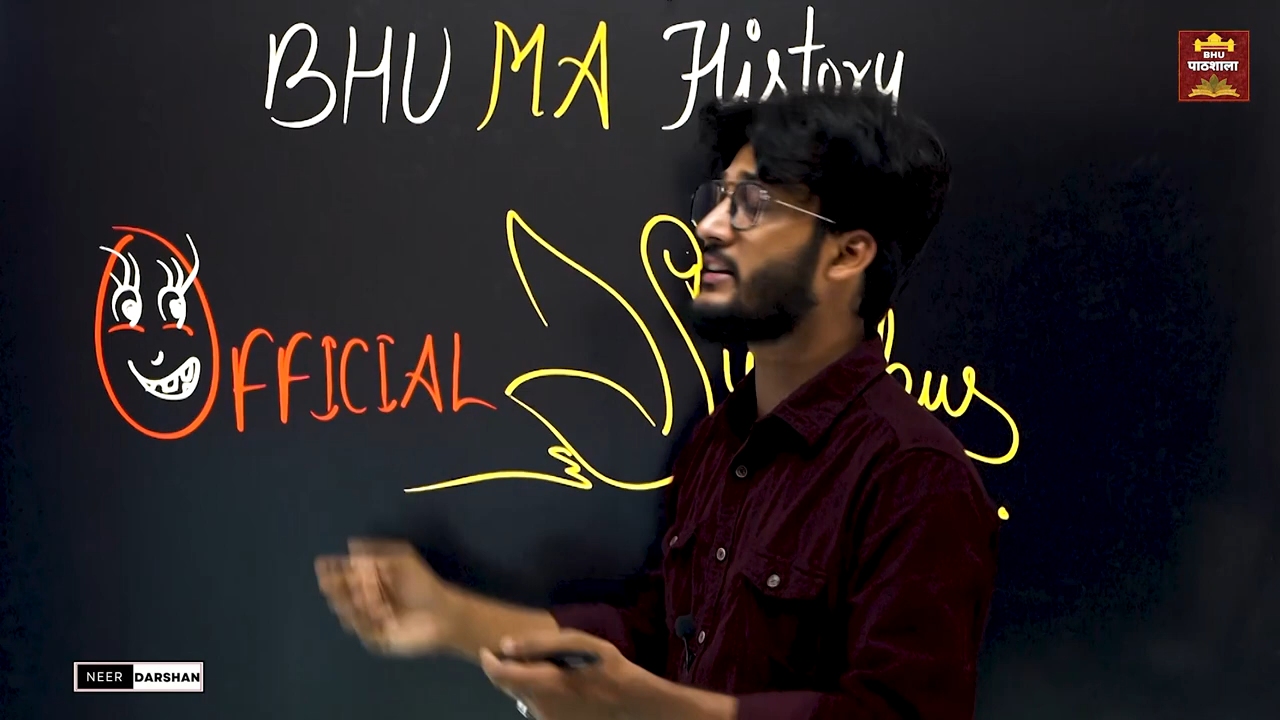 BHU MA History
BHU
पाठशाला
OFFICIAL
NEER DARSHAN